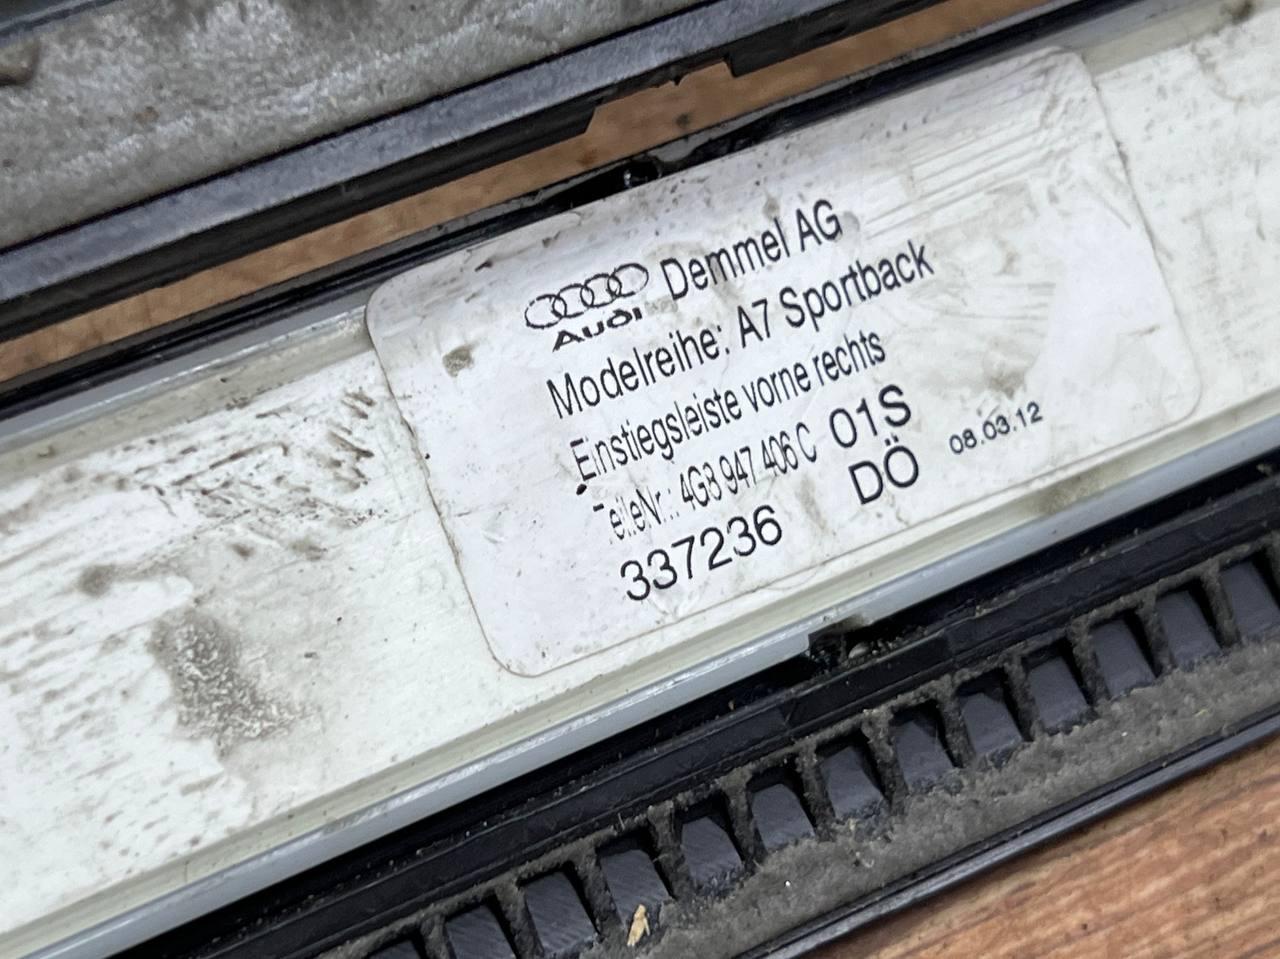 Audi Demmel AG
Modelreihe: A7 Sportback
Einstiegsleiste vorne rechts
TeileNr.: 4G8 947 406 C 01S
337236 DÖ 08.03.12